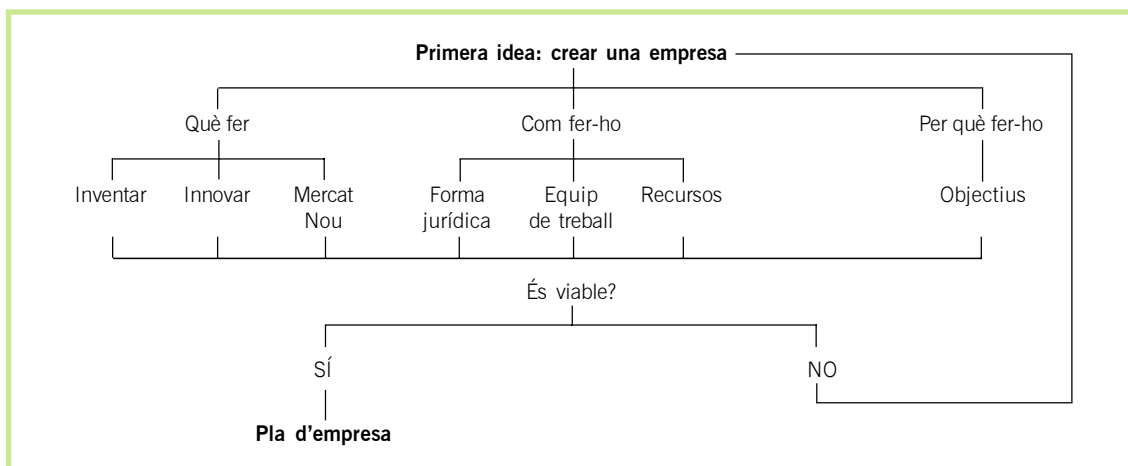 Primera idea: crear una empresa
Què fer
Com fer-ho
Per què fer-ho
Inventar
Innovar
Mercat
Nou
Forma
jurídica
Equip
de treball
Recursos
Objectius
És viable?
SÍ
NO
Pla d'empresa